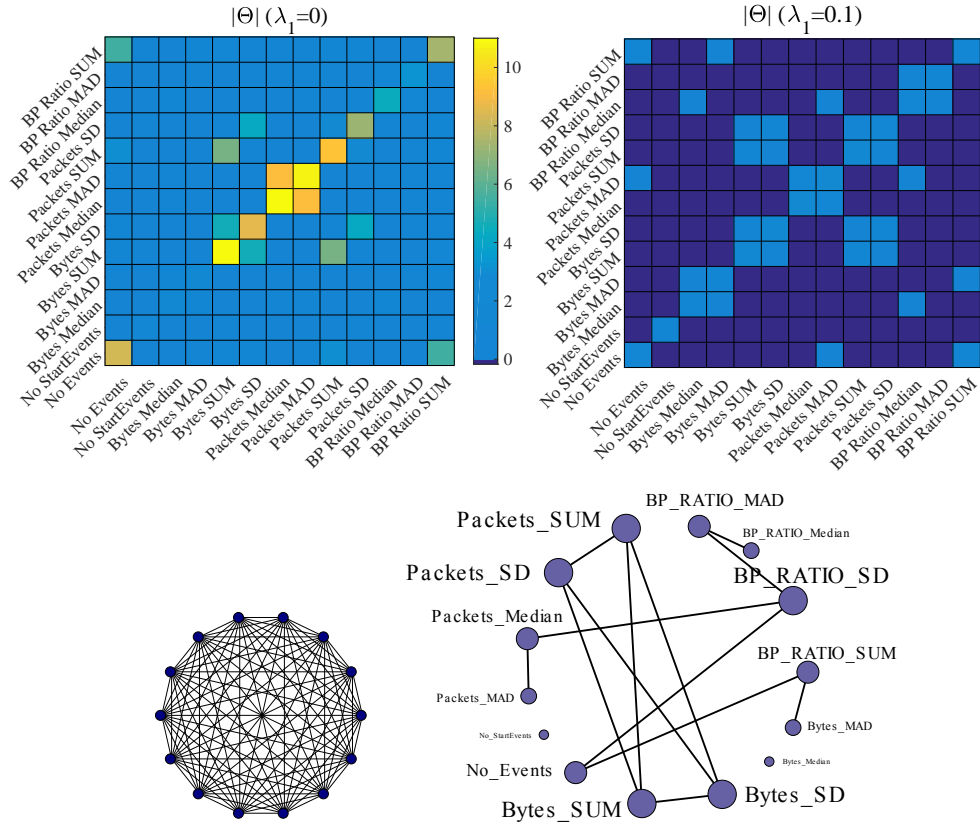 |Θ| (λ1=0)
|Θ| (λ1=0.1)
BP Ratio SUM
BP Ratio MAD
BP Ratio Median
Packets SD
Packets SUM
Packets MAD
Packets Median
Bytes SD
Bytes SUM
Bytes MAD
Bytes Median
No StartEvents
No Events
10
8
6
4
2
0
BP Ratio SUM
BP Ratio MAD
BP Ratio Median
Packets SD
Packets SUM
Packets MAD
Packets Median
Bytes SD
Bytes SUM
Bytes MAD
Bytes Median
No StartEvents
No Events
No Events
No StartEvents
Bytes Median
Bytes MAD
Bytes SUM
Bytes SD
Packets Median
Packets MAD
Packets SUM
Packets SD
BP Ratio Median
BP Ratio MAD
BP Ratio SUM
No Events
No StartEvents
Bytes Median
Bytes MAD
Bytes SUM
Bytes SD
Packets Median
Packets MAD
Packets SUM
Packets SD
BP Ratio Median
BP Ratio MAD
BP Ratio SUM
BP_RATIO_MAD
Packets_SUM
BP_RATIO_Median
Packets_SD
BP_RATIO_SD
Packets_Median
BP_RATIO_SUM
Packets_MAD
Bytes_MAD
No_StartEvents
Bytes_Median
No_Events
Bytes_SUM
Bytes_SD